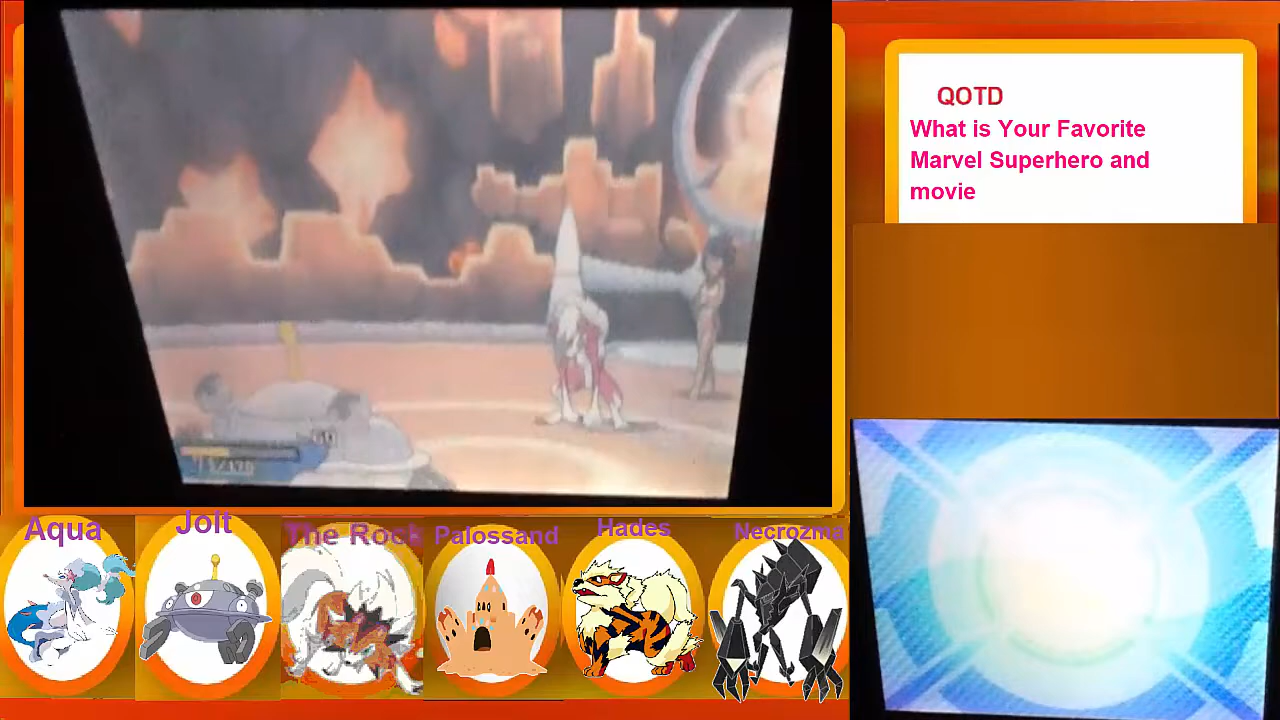 QOTD
What is Your Favorite
Marvel Superhero and
movie
Aqua
Jolt
The Rock
Palossand
Hades
Necrozma